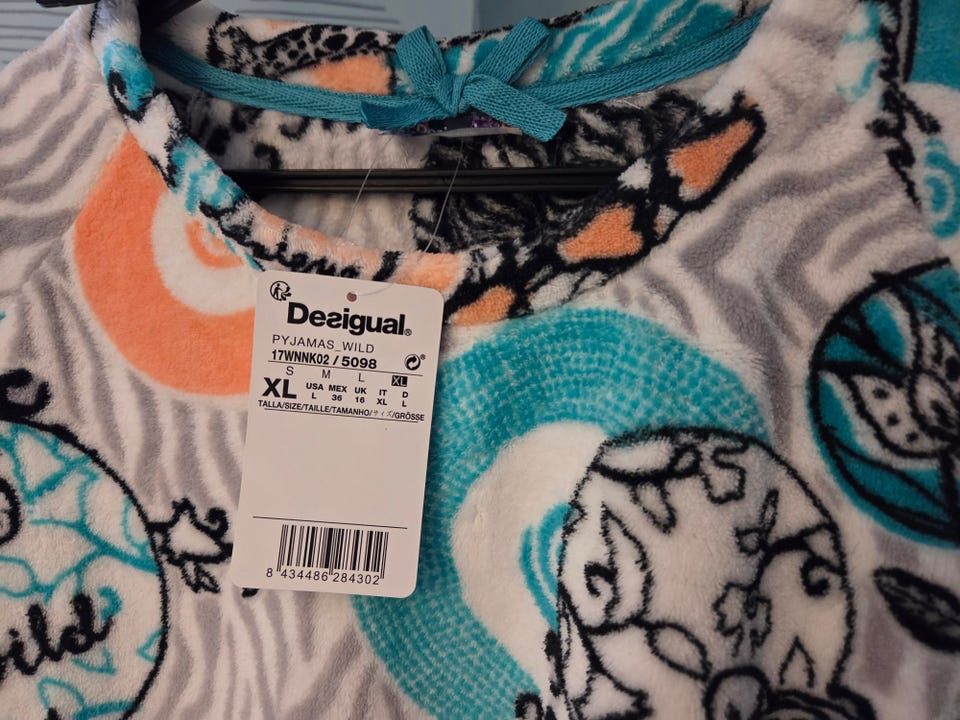 Desigual®
PYJAMAS_WILD
17WNNK02 / 5098
S M L XL
XL USA MEX UK IT D
L 36 16 XL L
TALLA/SIZE/TAILLE/TAMANHO/サイズ/GRÖSSE
8 434486 284302
wild